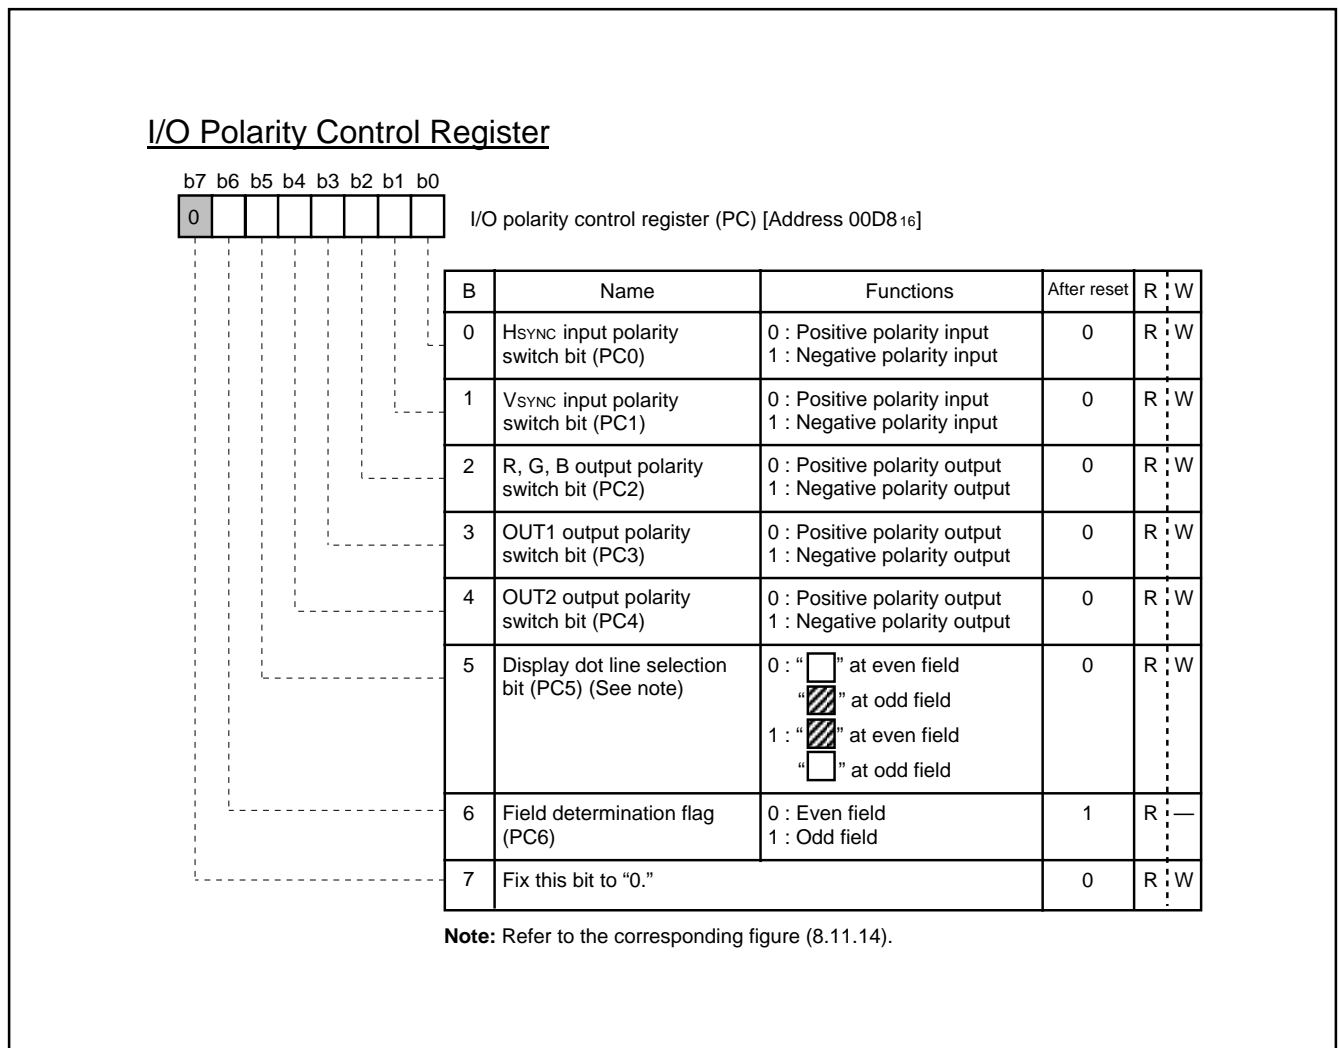 I/O Polarity Control Register
b7 b6 b5 b4 b3 b2 b1 b0
0
I/O polarity control register (PC) [Address 00D816]
B Name Functions After reset R W
0 HSYNC input polarity switch bit (PC0) 0 : Positive polarity input 0 R W
1 : Negative polarity input
1 VSYNC input polarity switch bit (PC1) 0 : Positive polarity input 0 R W
1 : Negative polarity input
2 R, G, B output polarity switch bit (PC2) 0 : Positive polarity output 0 R W
1 : Negative polarity output
3 OUT1 output polarity switch bit (PC3) 0 : Positive polarity output 0 R W
1 : Negative polarity output
4 OUT2 output polarity switch bit (PC4) 0 : Positive polarity output 0 R W
1 : Negative polarity output
5 Display dot line selection bit (PC5) (See note) 0 : “ ” at even field 0 R W
“ ” at odd field
1 : “ ” at even field
“ ” at odd field
6 Field determination flag (PC6) 0 : Even field 1 R —
1 : Odd field
7 Fix this bit to “0.” 0 R W
Note: Refer to the corresponding figure (8.11.14).